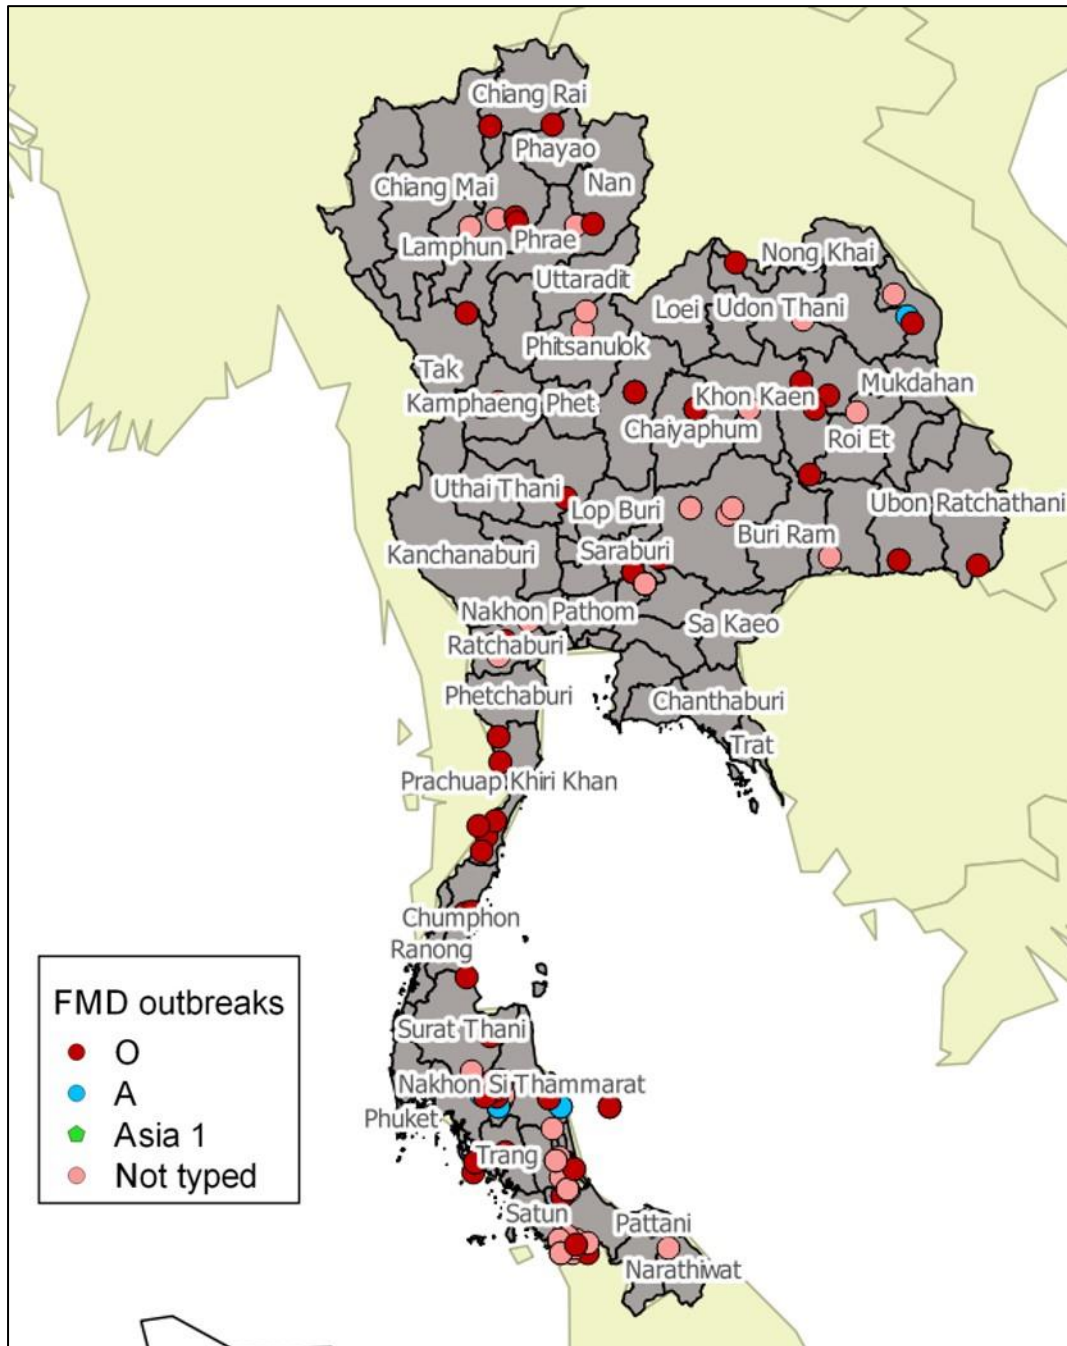 Chiang Rai
Phayao
Chiang Mai
Nan
Lamphun
Phrae
Nong Khai
Uttaradit
Loei
Udon Thani
Phitsanulok
Tak
Mukdahan
Kamphaeng Phet
Khon Kaen
Chaiyaphum
Roi Et
Uthai Thani
Lop Buri
Ubon Ratchathani
Buri Ram
Kanchanaburi
Saraburi
Nakhon Pathom
Sa Kaeo
Ratchaburi
Phetchaburi
Chanthaburi
Trat
Prachuap Khiri Khan
Chumphon
Ranong
Surat Thani
Nakhon Si Thammarat
Phuket
Trang
Satun
Pattani
Narathiwat
FMD outbreaks
O
A
Asia 1
Not typed